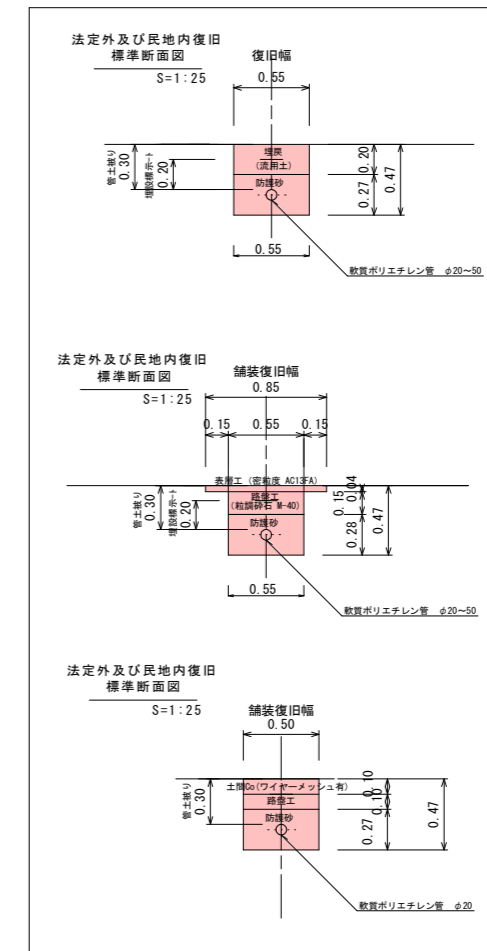 法定外及び民地内復旧
標準断面図
S=1:25
復旧幅
0.55
管土被り
0.30
埋設標示ｼｰﾄ
0.20
埋戻
(流用土)
防護砂
0.20
0.27
0.47
0.55
軟質ポリエチレン管 φ20~50
法定外及び民地内復旧
標準断面図
S=1:25
舗装復旧幅
0.85
0.15
0.55
0.15
表層工 (密粒度 AC13FA)
管土被り
0.30
埋設標示ｼｰﾄ
0.20
路盤工
(粒調砕石 M-40)
防護砂
0.04
0.15
0.28
0.47
0.55
軟質ポリエチレン管 φ20~50
法定外及び民地内復旧
標準断面図
S=1:25
舗装復旧幅
0.50
土間Co(ワイヤーメッシュ有)
管土被り
0.30
路盤工
防護砂
0.10
0.10
0.27
0.47
軟質ポリエチレン管 φ20